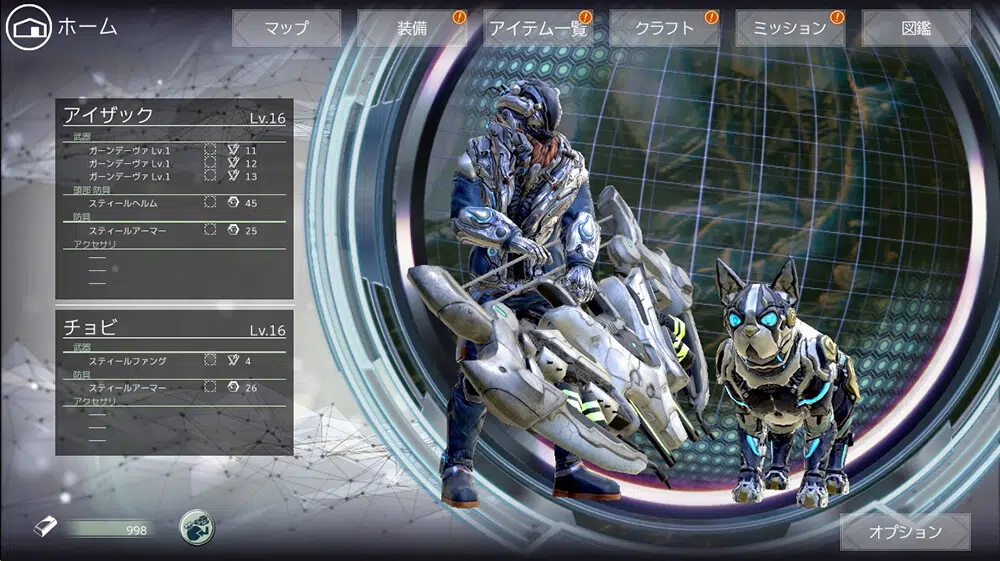 ホーム
マップ
装備
アイテム一覧
クラフト
ミッション
図鑑
アイザック Lv.16
武器
ガーンデーヴァ Lv.1 11
ガーンデーヴァ Lv.1 12
ガーンデーヴァ Lv.1 13
頭部防具
スティールヘルム 45
防具
スティールアーマー 25
アクセサリ
チョビ Lv.16
武器
スティールファング 4
防具
スティールアーマー 26
アクセサリ
998
オプション